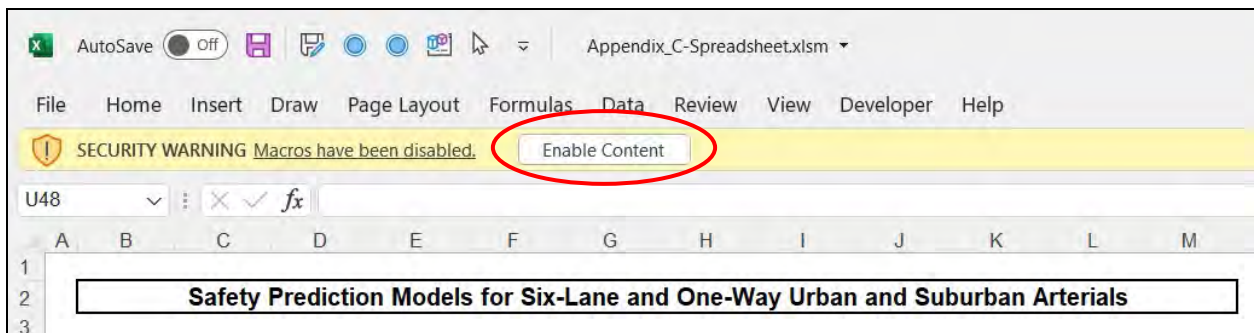 AutoSave Off Appendix_C-Spreadsheet.xlsm
File Home Insert Draw Page Layout Formulas Data Review View Developer Help
SECURITY WARNING Macros have been disabled. Enable Content
U48 fx
A B C D E F G H I J K L M
1
2 Safety Prediction Models for Six-Lane and One-Way Urban and Suburban Arterials
3